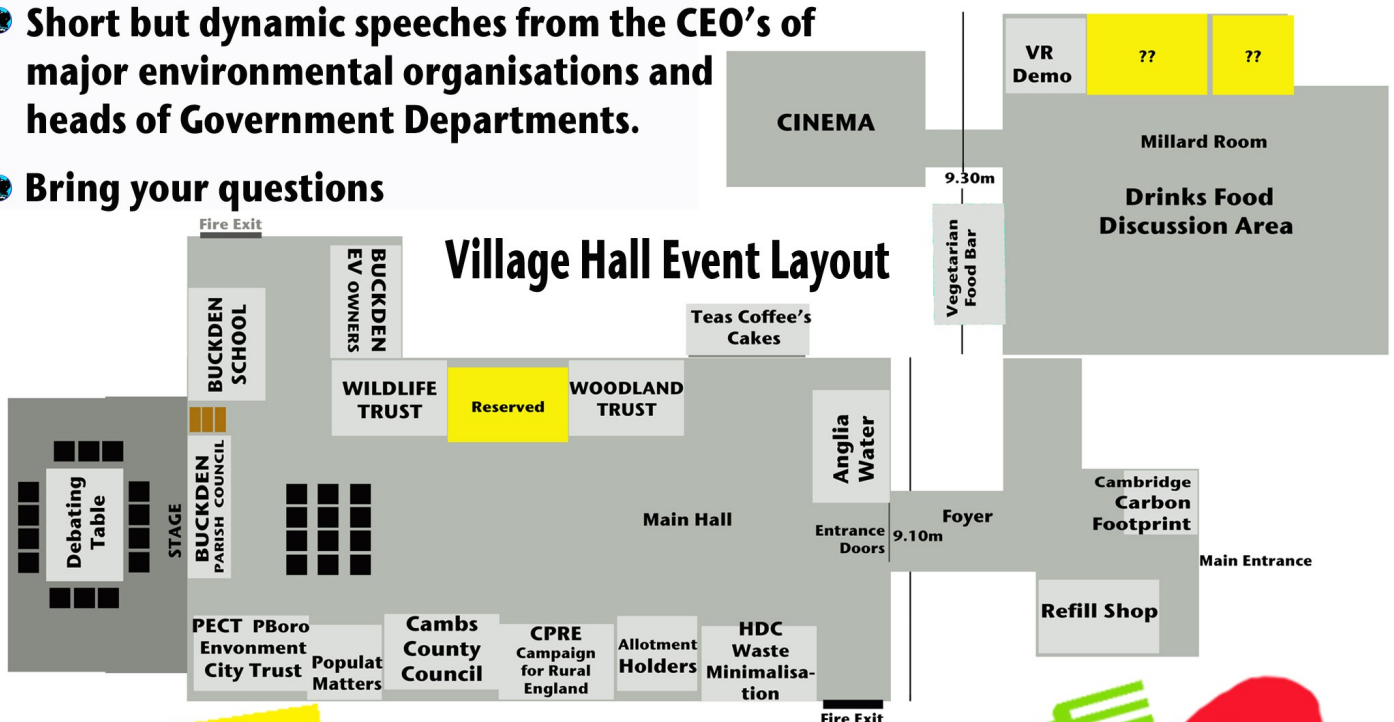 Short but dynamic speeches from the CEO's of
major environmental organisations and
heads of Government Departments.
Bring your questions
Village Hall Event Layout
CINEMA
9.30m
Vegetarian
Food Bar
VR
Demo
??
??
Millard Room
Drinks Food
Discussion Area
Fire Exit
BUCKDEN
SCHOOL
BUCKDEN
EV OWNERS
WILDLIFE
TRUST
Reserved
WOODLAND
TRUST
Teas Coffee's
Cakes
Anglia
Water
Debating
Table
STAGE
BUCKDEN
PARISH COUNCIL
Main Hall
Entrance
Doors
9.10m
Foyer
Cambridge
Carbon
Footprint
Main Entrance
Refill Shop
PECT PBoro
Envonment
City Trust
Populat
Matters
Cambs
County
Council
CPRE
Campaign
for Rural
England
Allotment
Holders
HDC
Waste
Minimalisa-
tion
Fire Exit